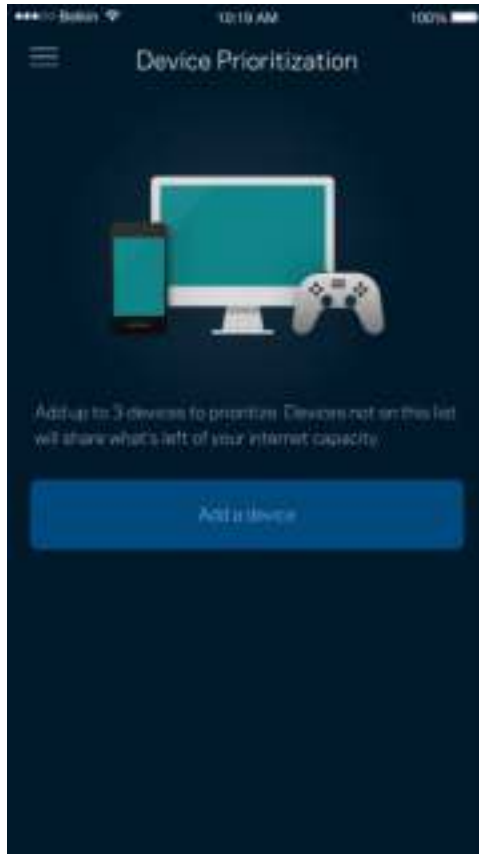 Belkin 10:19 AM 100%
Device Prioritization
Add up to 3 devices to prioritize. Devices not on this list
will share what's left of your internet capacity.
Add a device